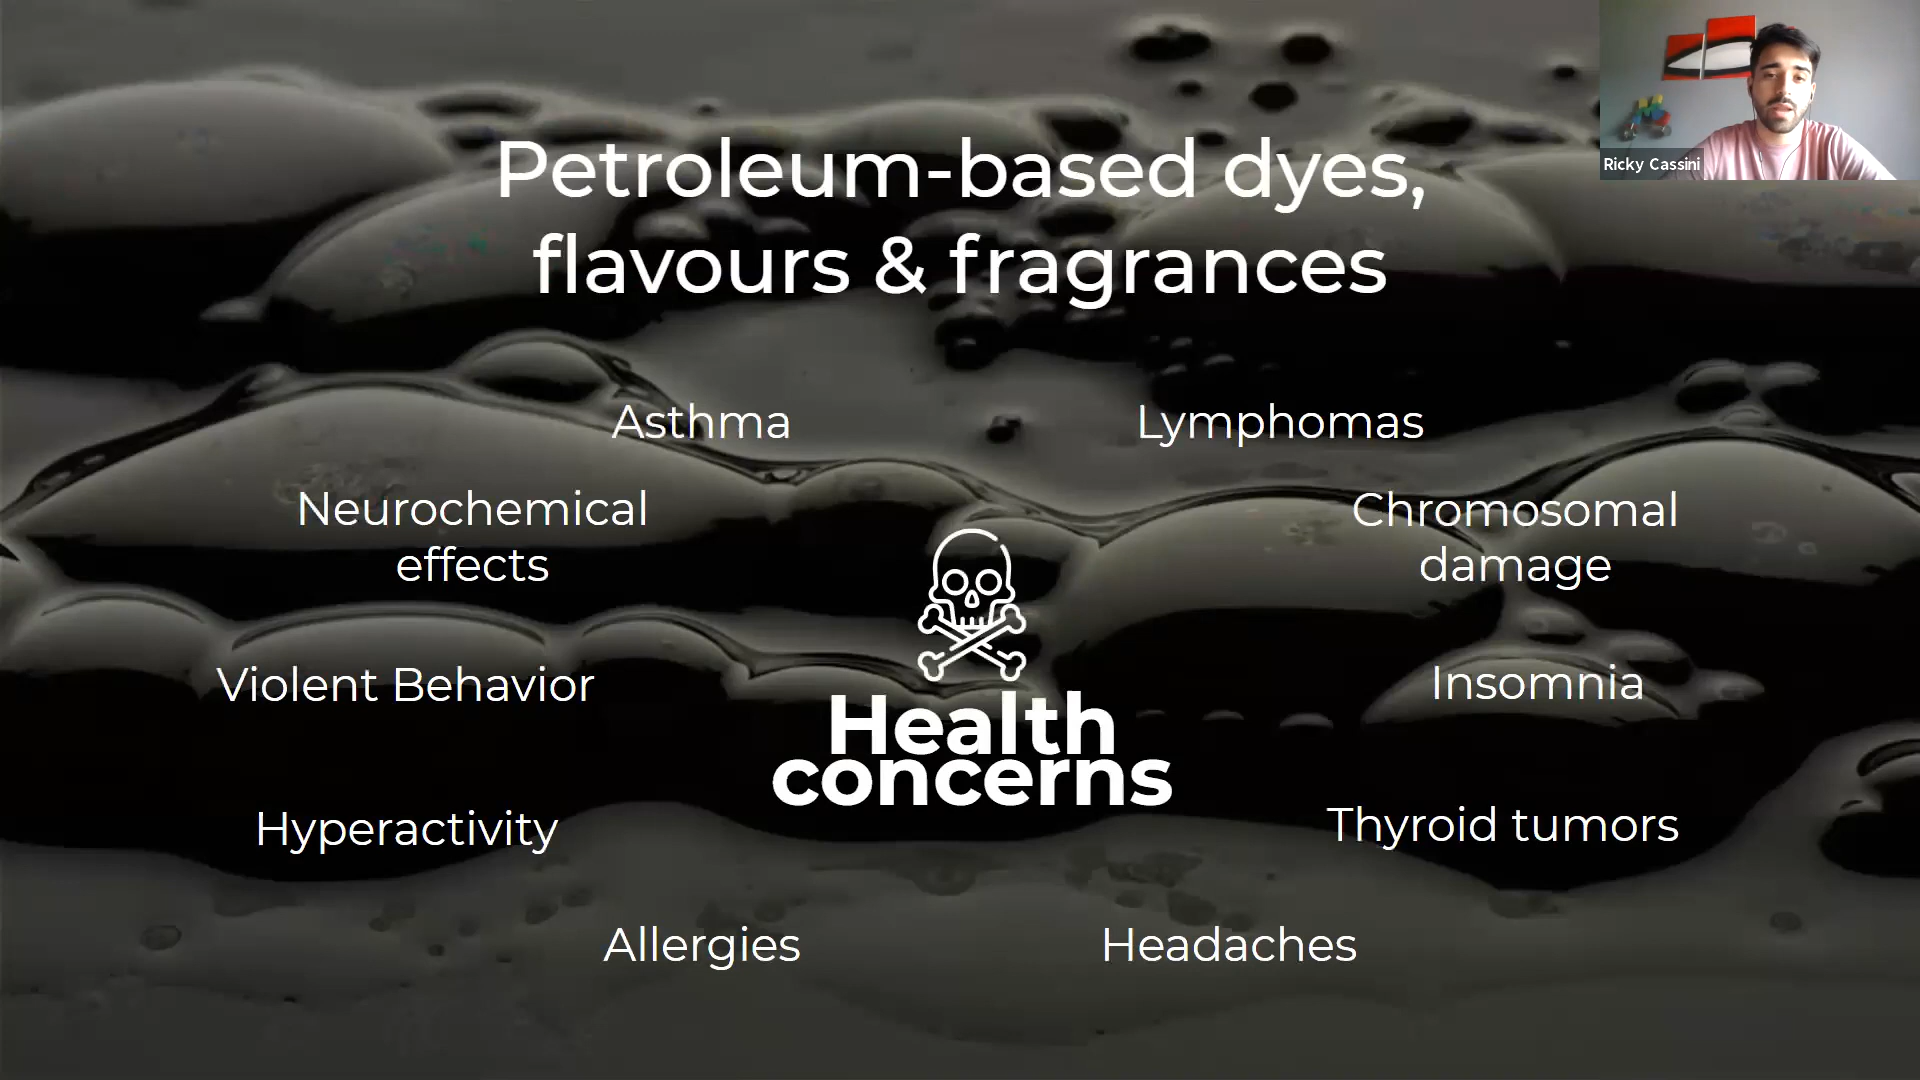 Ricky Cassini
Petroleum-based dyes,
flavours & fragrances
Asthma
Lymphomas
Neurochemical
effects
Chromosomal
damage
Violent Behavior
Insomnia
Health
concerns
Hyperactivity
Thyroid tumors
Allergies
Headaches